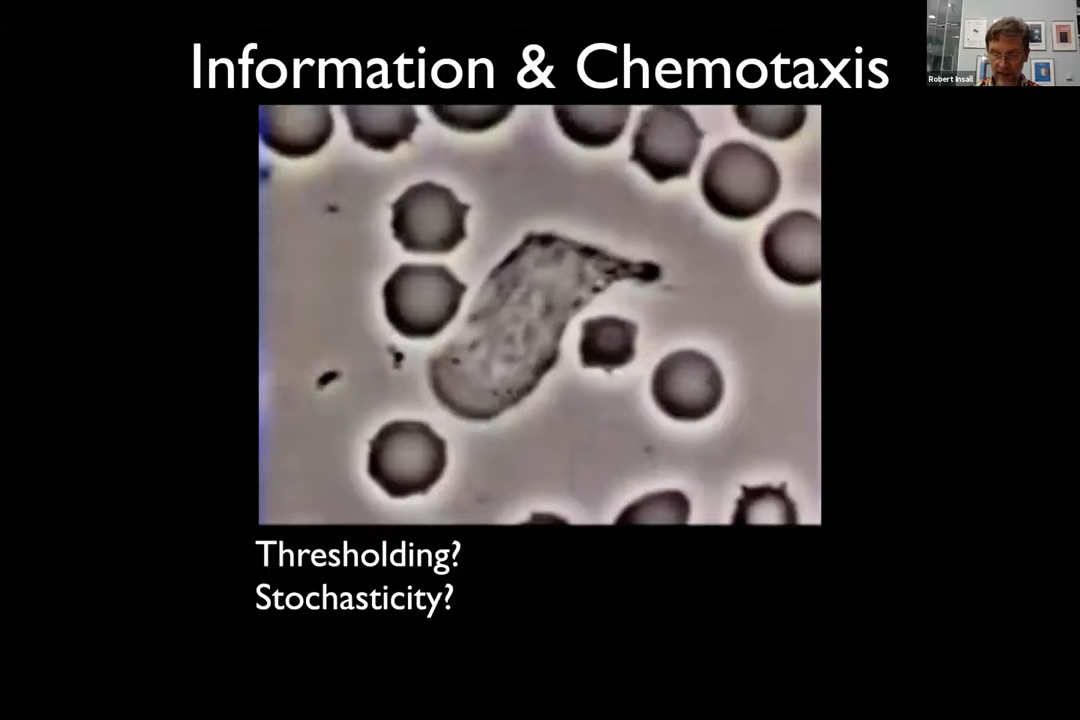 Information & Chemotaxis
Robert Insall
Thresholding?
Stochasticity?